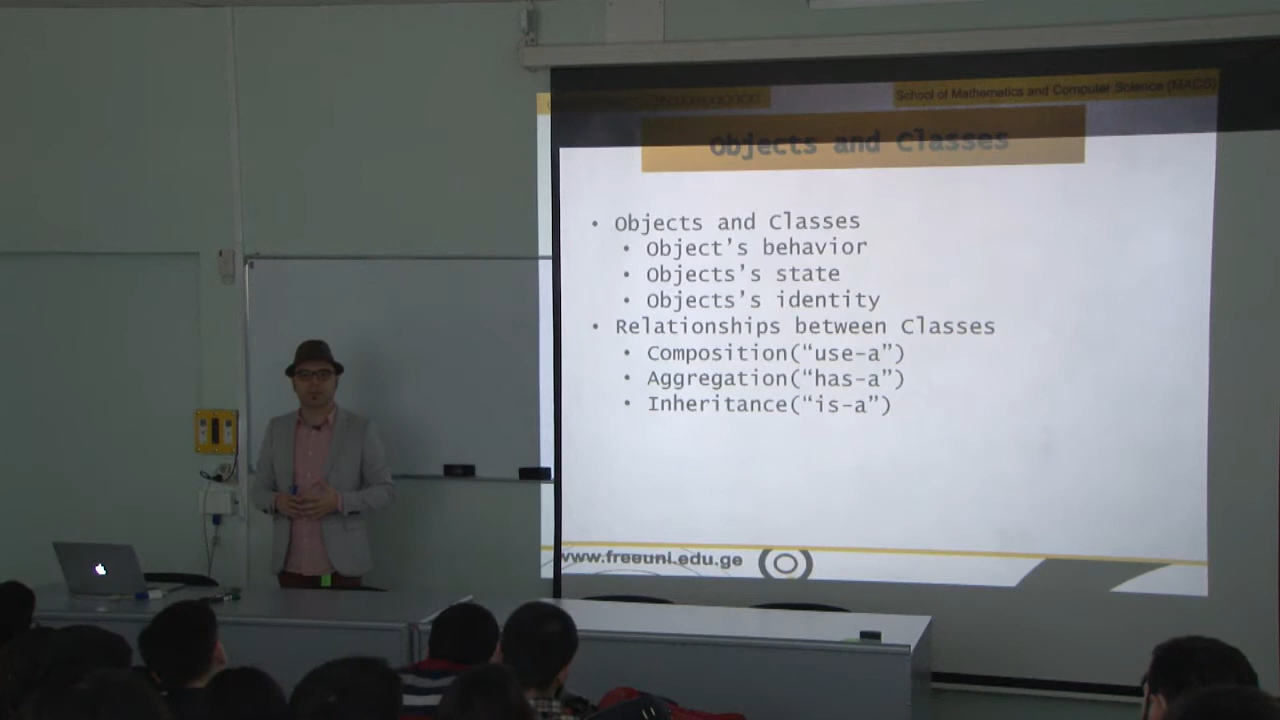 School of Mathematics and Computer Science (MACS)
Objects and Classes
• Objects and Classes
• Object's behavior
• Objects's state
• Objects's identity
• Relationships between Classes
• Composition(“use-a”)
• Aggregation(“has-a”)
• Inheritance(“is-a”)
www.freeuni.edu.ge